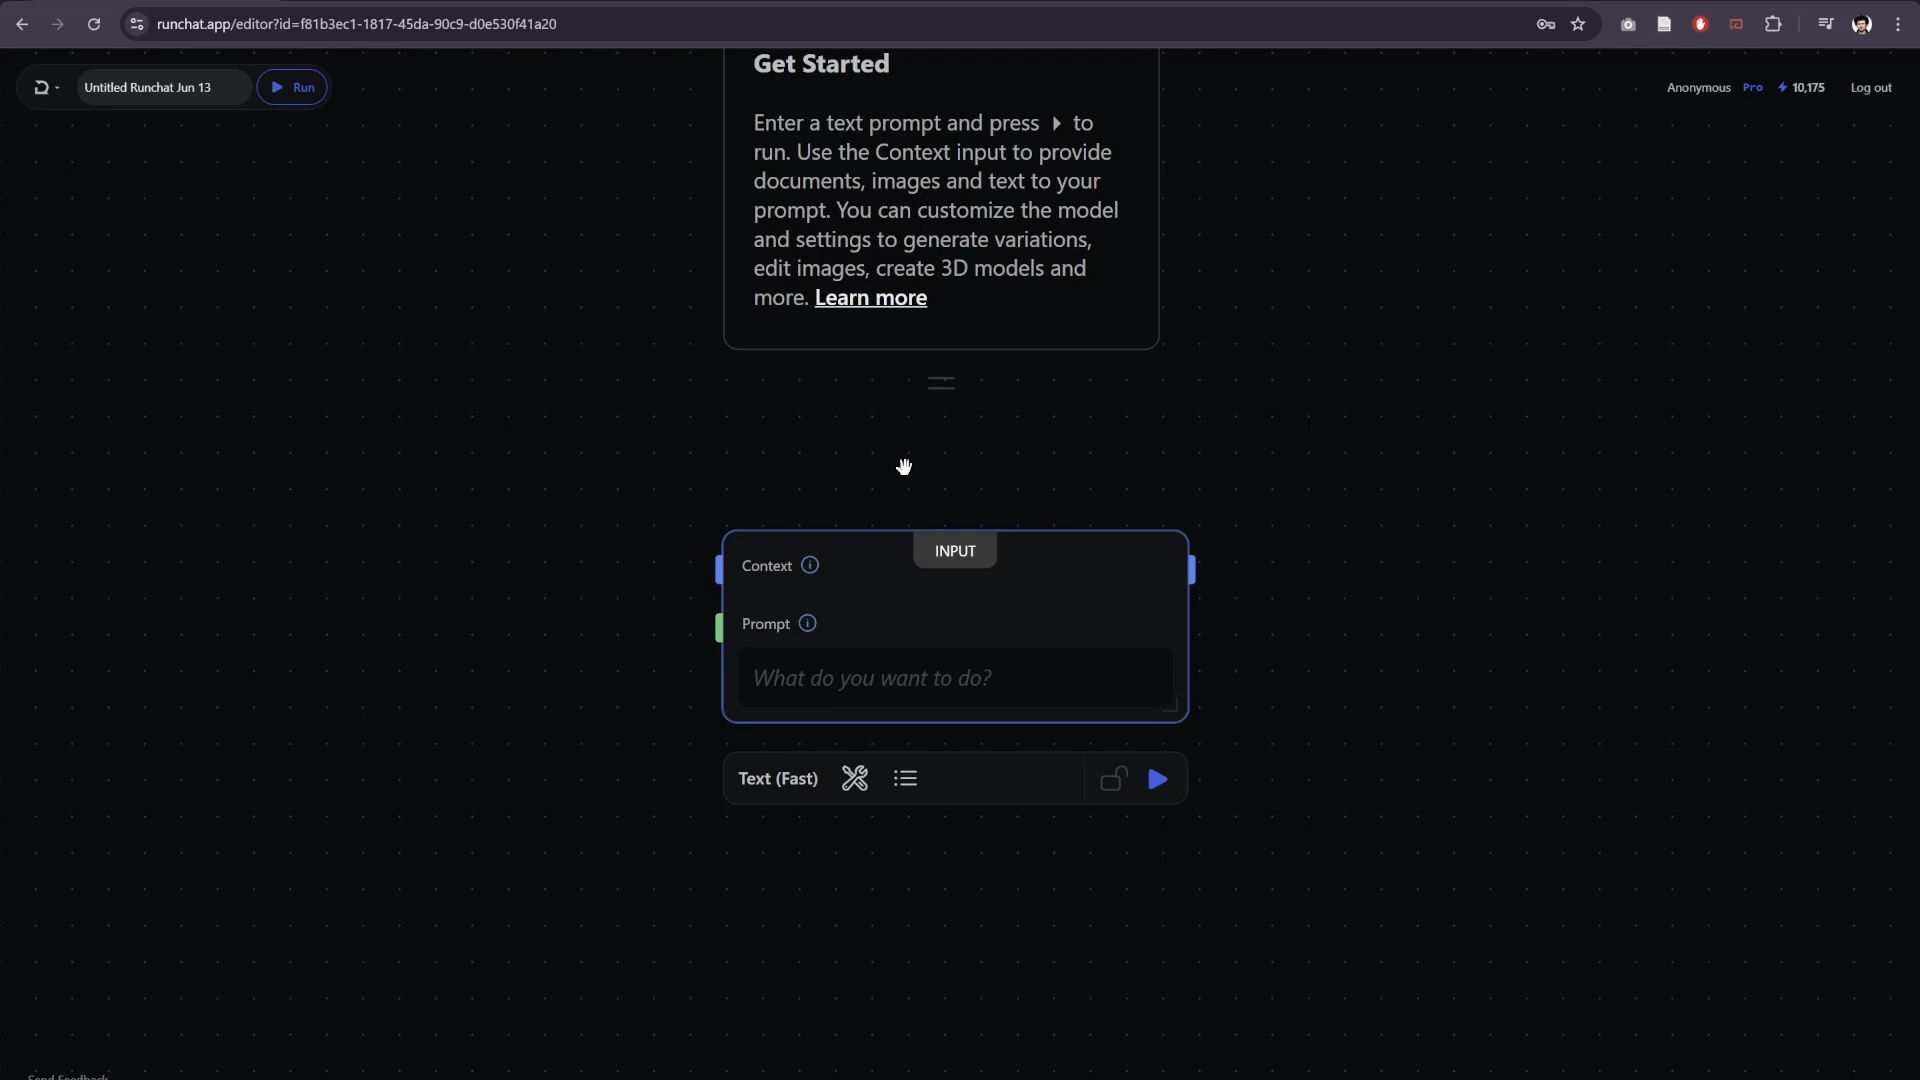 runchat.app/editor?id=f81b3ec1-1817-45da-90c9-d0e530f41a20
Untitled Runchat Jun 13
Run
Anonymous Pro 10,175 Log out
Get Started
Enter a text prompt and press to
run. Use the Context input to provide
documents, images and text to your
prompt. You can customize the model
and settings to generate variations,
edit images, create 3D models and
more. Learn more
INPUT
Context
Prompt
What do you want to do?
Text (Fast)
Send Feedback